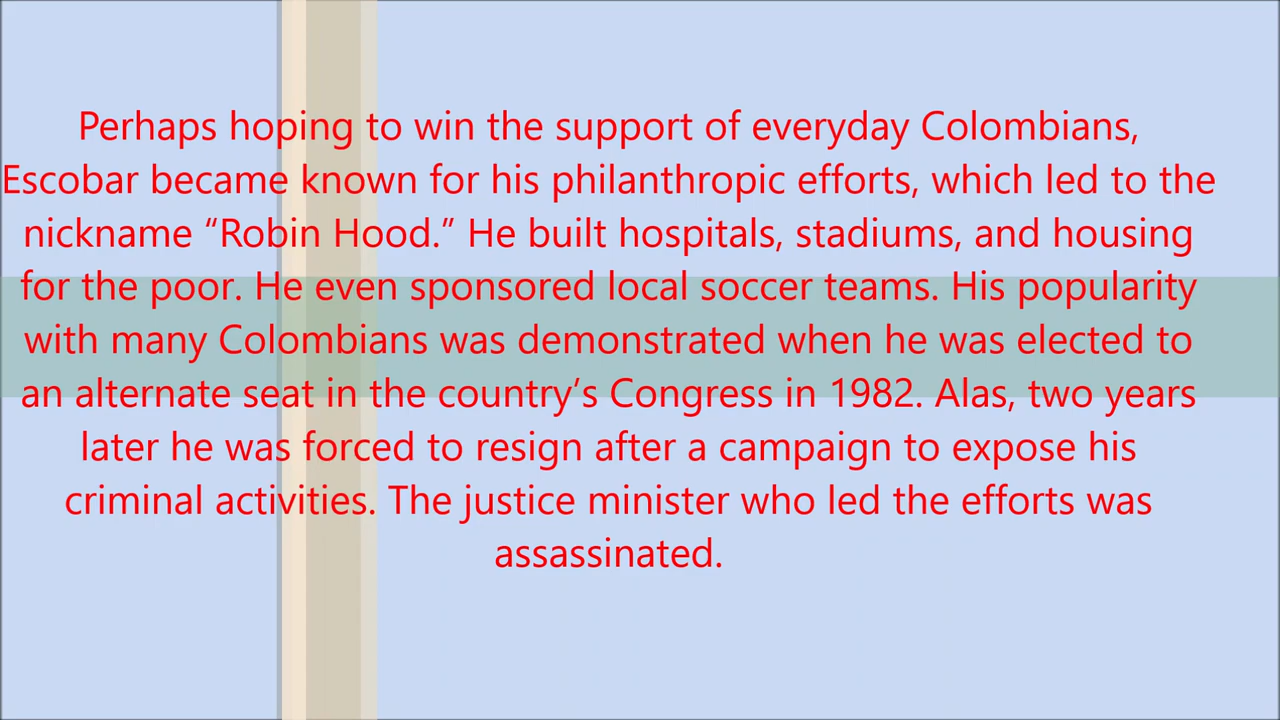 Perhaps hoping to win the support of everyday Colombians,
Escobar became known for his philanthropic efforts, which led to the
nickname “Robin Hood.” He built hospitals, stadiums, and housing
for the poor. He even sponsored local soccer teams. His popularity
with many Colombians was demonstrated when he was elected to
an alternate seat in the country’s Congress in 1982. Alas, two years
later he was forced to resign after a campaign to expose his
criminal activities. The justice minister who led the efforts was
assassinated.